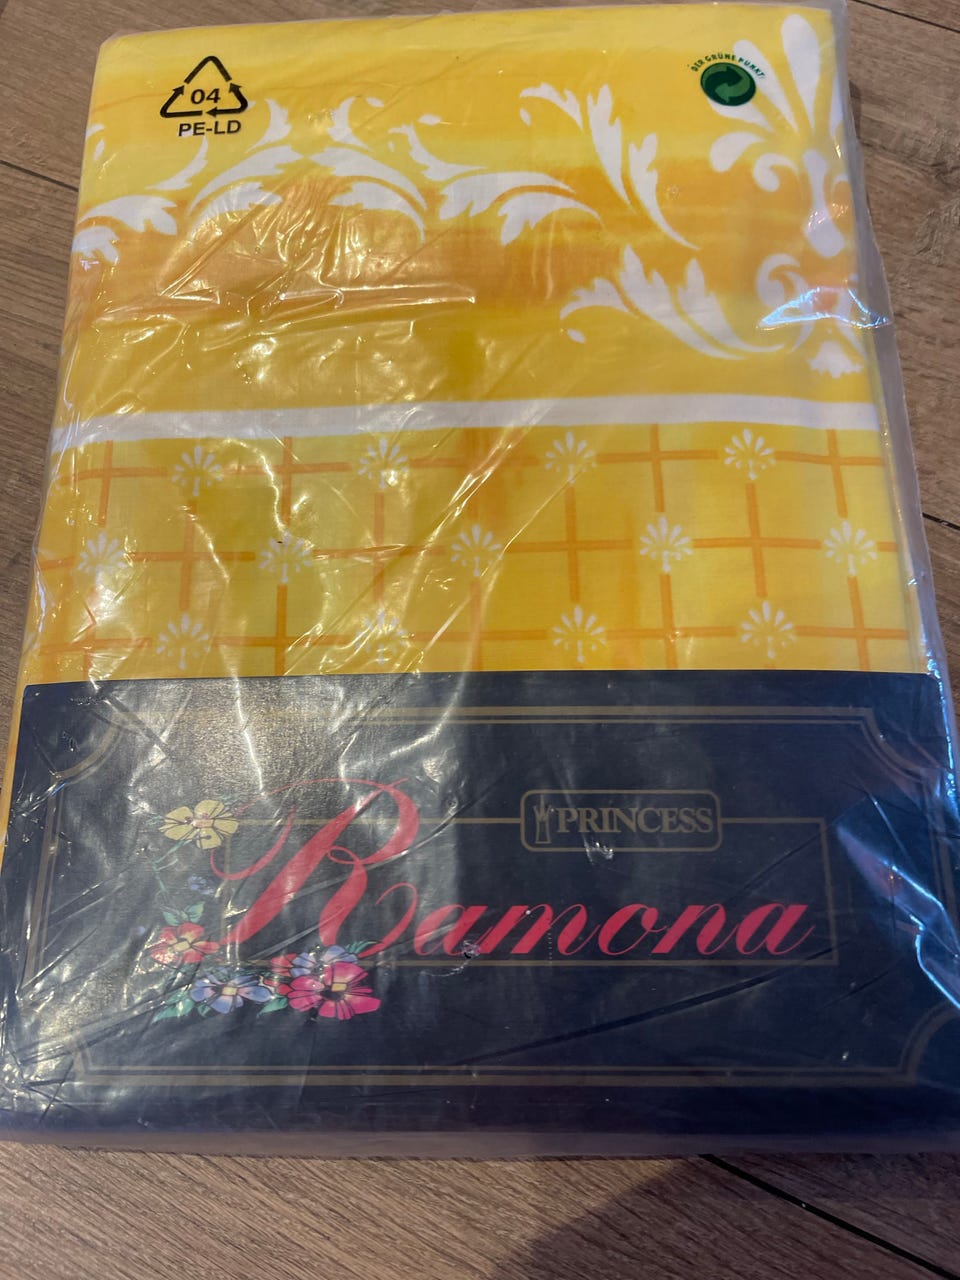 04
PE-LD
DER GRÜNE PUNKT
PRINCESS
Ramona